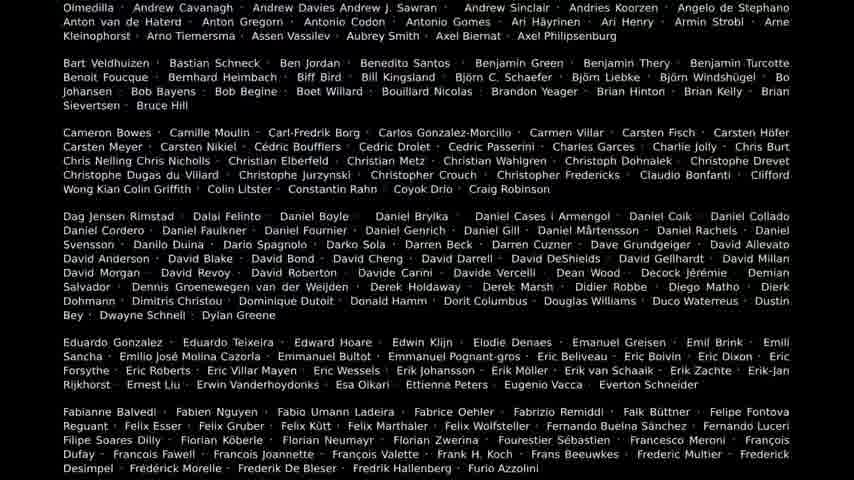 Olmedilla · Andrew Cavanagh · Andrew Davies Andrew J. Sawran · Andrew Sinclair · Andries Koorzen · Angelo de Stephano
Anton van de Haterd · Anton Gregorn · Antonio Codon · Antonio Gomes · Ari Häyrinen · Ari Henry · Armin Strobl · Arne
Kleinophorst · Arno Tiemersma · Assen Vassilev · Aubrey Smith · Axel Biernat · Axel Philipsenburg
Bart Veldhuizen · Bastian Schneck · Ben Jordan · Benedito Santos · Benjamin Green · Benjamin Thery · Benjamin Turcotte
Benoit Foucque · Bernhard Heimbach · Biff Bird · Bill Kingsland · Björn C. Schaefer · Björn Liebke · Björn Windshügel · Bo
Johansen · Bob Bayens · Bob Begine · Boet Willard · Bouillard Nicolas · Brandon Yeager · Brian Hinton · Brian Kelly · Brian
Sievertsen · Bruce Hill
Cameron Bowes · Camille Moulin · Carl-Fredrik Borg · Carlos Gonzalez-Morcillo · Carmen Villar · Carsten Fisch · Carsten Höfer
Carsten Meyer · Carsten Nikiel · Cédric Boufflers · Cedric Drolet · Cedric Passerini · Charles Garces · Charlie Jolly · Chris Burt
Chris Nelling Chris Nicholls · Christian Elberfeld · Christian Metz · Christian Wahlgren · Christoph Dohnalek · Christophe Drevet
Christophe Dugas du Villard · Christophe Jurzynski · Christopher Crouch · Christopher Fredericks · Claudio Bonfanti · Clifford
Wong Kian Colin Griffith · Colin Litster · Constantin Rahn · Coyok Drio · Craig Robinson
Dag Jensen Rimstad · Dalai Felinto · Daniel Boyle · Daniel Brylka · Daniel Cases i Armengol · Daniel Coik · Daniel Collado
Daniel Cordero · Daniel Faulkner · Daniel Fournier · Daniel Genrich · Daniel Gill · Daniel Mårtensson · Daniel Rachels · Daniel
Svensson · Danilo Duina · Dario Spagnolo · Darko Sola · Darren Beck · Darren Cuzner · Dave Grundgeiger · David Allevato
David Anderson · David Blake · David Bond · David Cheng · David Darrell · David DeShields · David Gellhardt · David Millan
David Morgan · David Revoy · David Roberton · Davide Carini · Davide Vercelli · Dean Wood · Decock Jérémie · Demian
Salvador · Dennis Groenewegen van der Weijden · Derek Holdaway · Derek Marsh · Didier Robbe · Diego Matho · Dierk
Dohmann · Dimitris Christou · Dominique Dutoit · Donald Hamm · Dorit Columbus · Douglas Williams · Duco Waterreus · Dustin
Bey · Dwayne Schnell · Dylan Greene
Eduardo Gonzalez · Eduardo Teixeira · Edward Hoare · Edwin Klijn · Elodie Denaes · Emanuel Greisen · Emil Brink · Emili
Sancha · Emilio José Molina Cazorla · Emmanuel Bultot · Emmanuel Pognant-gros · Eric Beliveau · Eric Boivin · Eric Dixon · Eric
Forsythe · Eric Roberts · Eric Villar Mayen · Eric Wessels · Erik Johansson · Erik Möller · Erik van Schaaik · Erik Zachte · Erik-Jan
Rijkhorst · Ernest Liu · Erwin Vanderhoydonks · Esa Oikari · Ettienne Peters · Eugenio Vacca · Everton Schneider
Fabianne Balvedi · Fabien Nguyen · Fabio Umann Ladeira · Fabrice Oehler · Fabrizio Remiddi · Falk Büttner · Felipe Fontova
Reguant · Felix Esser · Felix Gruber · Felix Kütt · Felix Marthaler · Felix Wolfsteller · Fernando Buelna Sánchez · Fernando Luceri
Filipe Soares Dilly · Florian Köberle · Florian Neumayr · Florian Zwerina · Fourestier Sébastien · Francesco Meroni · François
Dufay · Francois Fawell · Francois Joannette · François Valette · Frank H. Koch · Frans Beeuwkes · Frederic Multier · Frederick
Desimpel · Frédérick Morelle · Frederik De Bleser · Fredrik Hallenberg · Furio Azzolini